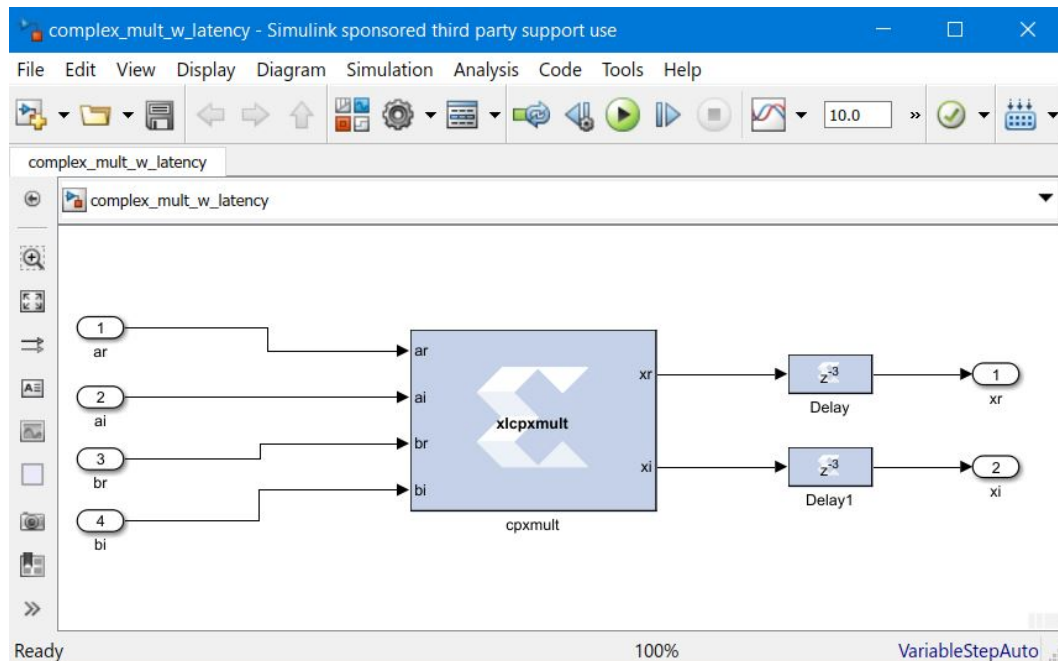 complex_mult_w_latency - Simulink sponsored third party support use
File Edit View Display Diagram Simulation Analysis Code Tools Help
10.0 »
complex_mult_w_latency
complex_mult_w_latency
1
ar
2
ai
3
br
4
bi
ar
ai
br
bi
xlcpxmult
xr
xi
cpxmult
z-3
Delay
z-3
Delay1
1
xr
2
xi
Ready 100% VariableStepAuto